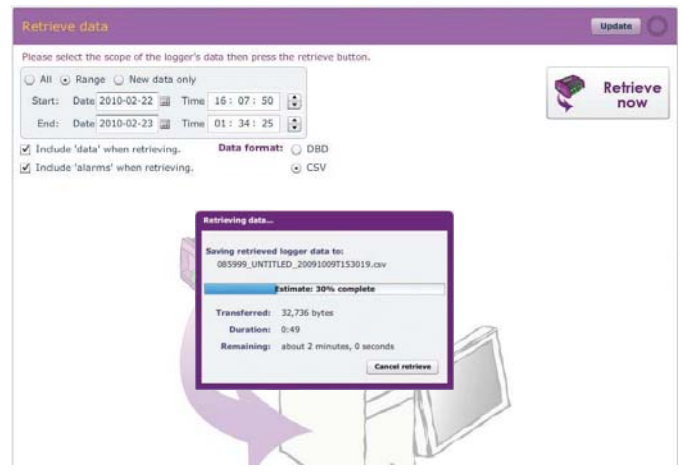 Retrieve data
Update
Please select the scope of the logger's data then press the retrieve button.
All Range New data only
Start: Date 2010-02-22 Time 16 : 07 : 50
End: Date 2010-02-23 Time 01 : 34 : 25
Retrieve
now
Include 'data' when retrieving. Data format: DBD
Include 'alarms' when retrieving. CSV
Retrieving data...
Saving retrieved logger data to:
085999_UNTITLED_20091009T153019.csv
Estimate: 30% complete
Transferred: 32,736 bytes
Duration: 0:49
Remaining: about 2 minutes, 0 seconds
Cancel retrieve